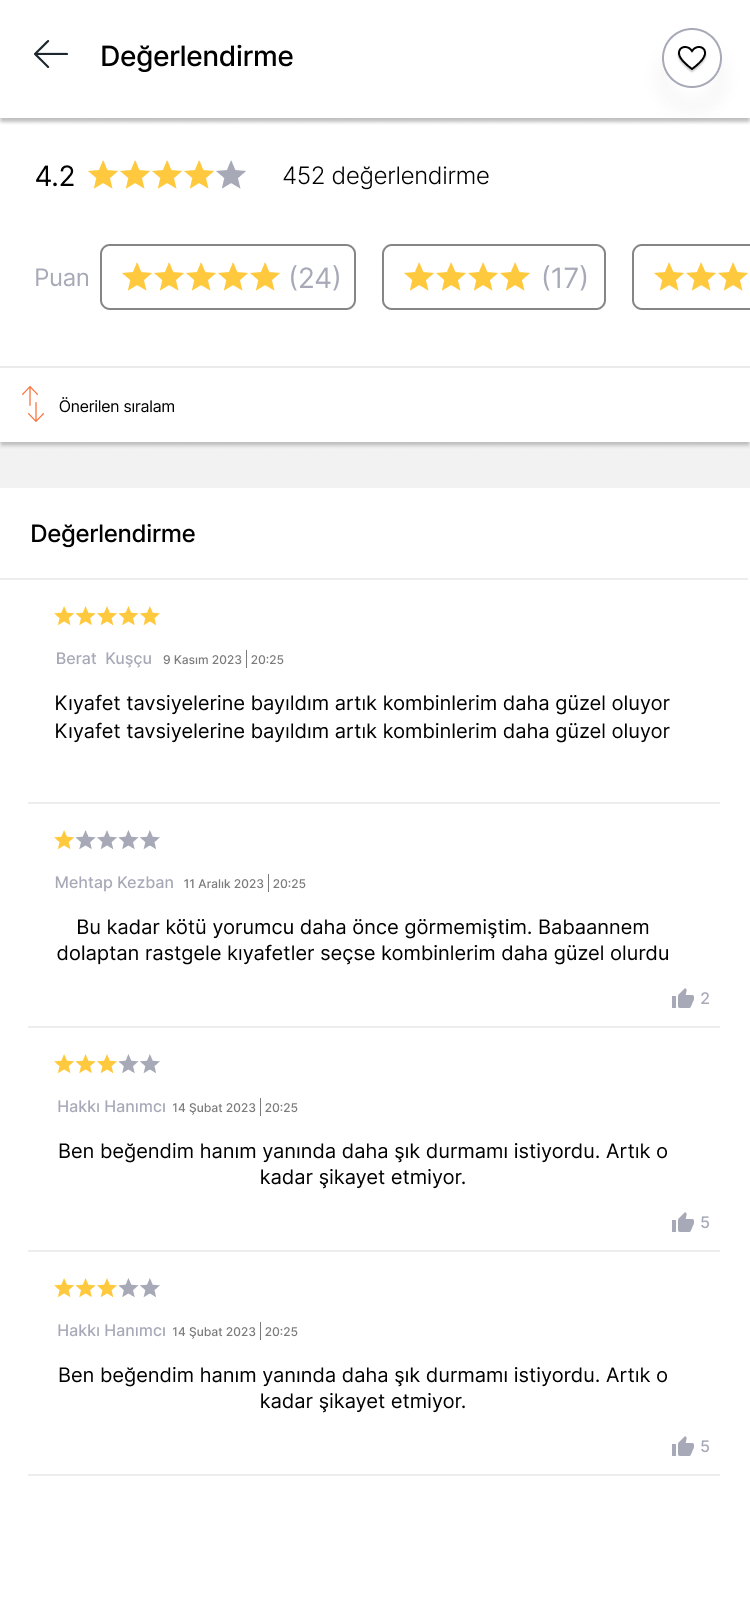 Değerlendirme
4.2 452 değerlendirme
Puan (24) (17)
Önerilen sıralam
Değerlendirme
Berat Kuşçu 9 Kasım 2023 20:25
Kıyafet tavsiyelerine bayıldım artık kombinlerim daha güzel oluyor
Kıyafet tavsiyelerine bayıldım artık kombinlerim daha güzel oluyor
Mehtap Kezban 11 Aralık 2023 20:25
Bu kadar kötü yorumcu daha önce görmemiştim. Babaannem
dolaptan rastgele kıyafetler seçse kombinlerim daha güzel olurdu
2
Hakkı Hanımcı 14 Şubat 2023 20:25
Ben beğendim hanım yanında daha şık durmamı istiyordu. Artık o
kadar şikayet etmiyor.
5
Hakkı Hanımcı 14 Şubat 2023 20:25
Ben beğendim hanım yanında daha şık durmamı istiyordu. Artık o
kadar şikayet etmiyor.
5